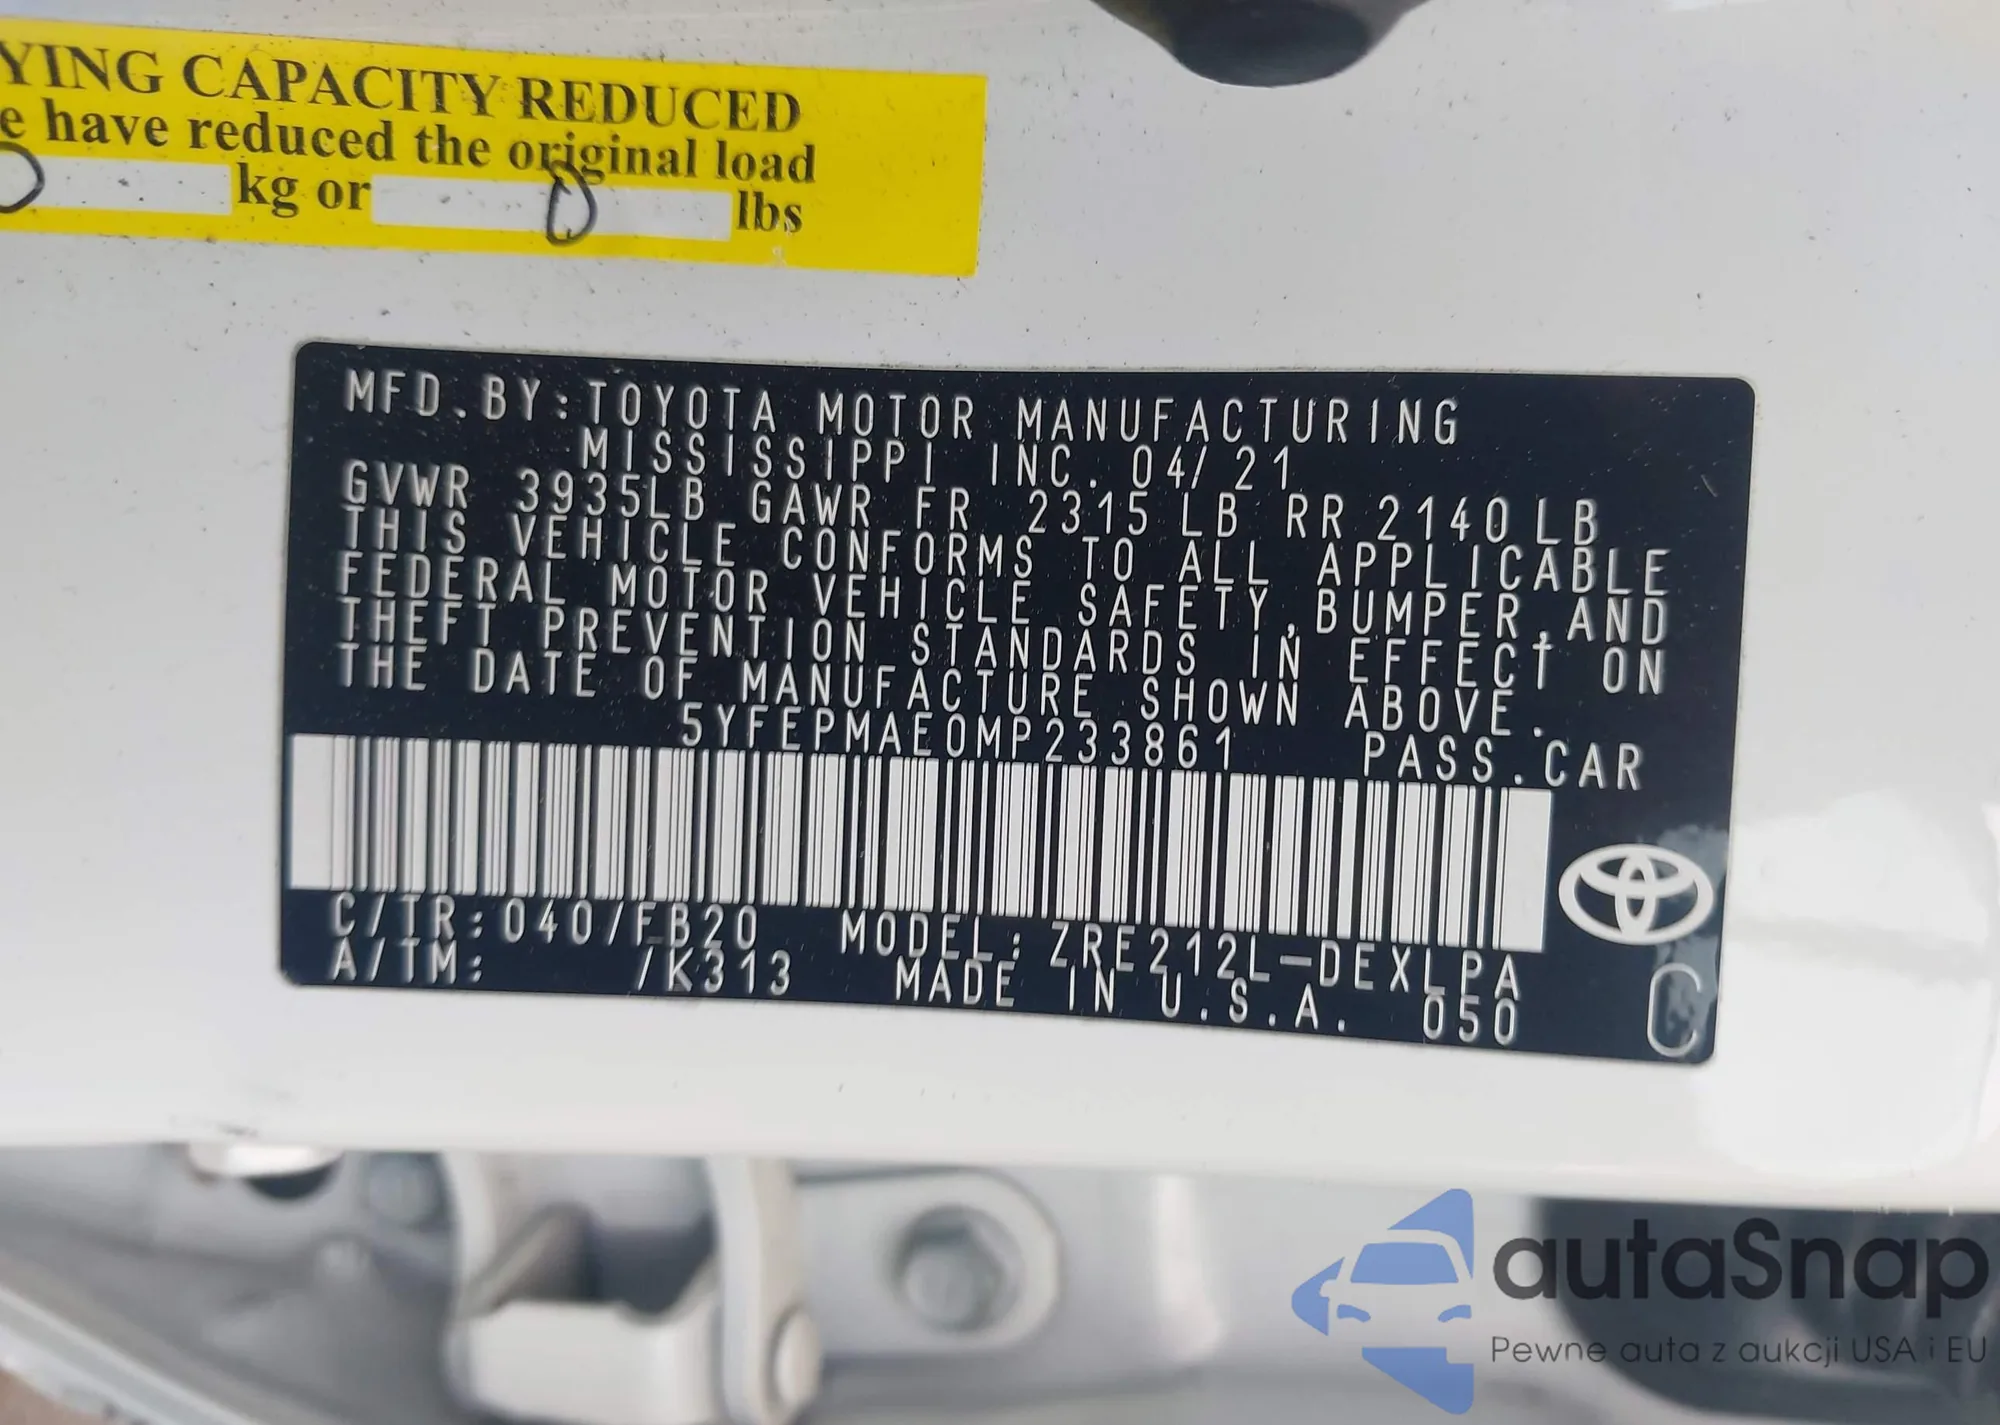 YING CAPACITY REDUCED
e have reduced the original load
0 kg or 0 lbs
MFD.BY:TOYOTA MOTOR MANUFACTURING
MISSISSIPPI INC. 04/21
GVWR 3935LB GAWR FR 2315LB RR 2140LB
THIS VEHICLE CONFORMS TO ALL APPLICABLE
FEDERAL MOTOR VEHICLE SAFETY,BUMPER,AND
THEFT PREVENTION STANDARDS IN EFFECT ON
THE DATE OF MANUFACTURE SHOWN ABOVE.
5YFEPMAE0MP233861 PASS.CAR
C/TR:040/FB20 MODEL:ZRE212L-DEXLPA
A/TM: /K313 MADE IN U.S.A. 050
C
autaSnap
Pewne auta z aukcji USA i EU